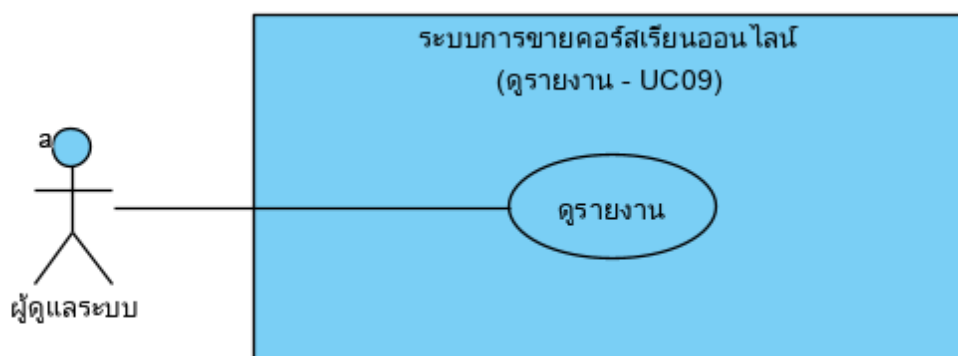 ระบบการขายคอร์สเรียนออนไลน์
(ดูรายงาน - UC09)
a
ดูรายงาน
ผู้ดูแลระบบ